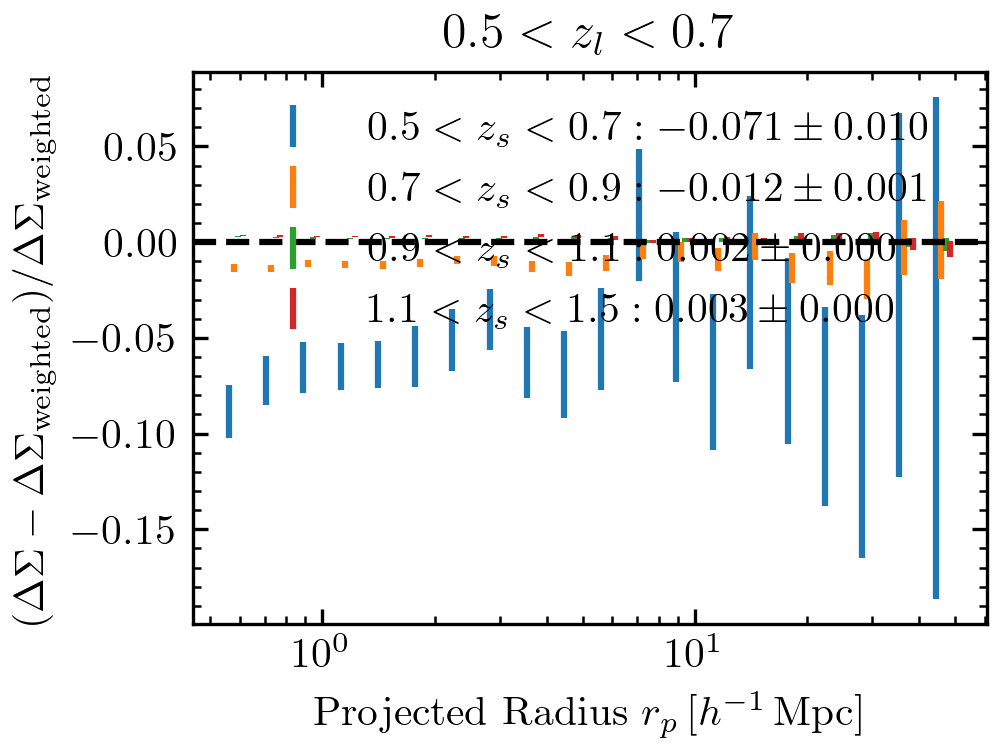 0.5 < z_l < 0.7
(ΔΣ − ΔΣ_weighted)/ΔΣ_weighted
0.05
0.00
−0.05
−0.10
−0.15
0.5 < z_s < 0.7 : −0.071 ± 0.010
0.7 < z_s < 0.9 : −0.012 ± 0.001
0.9 < z_s < 1.1 : 0.002 ± 0.000
1.1 < z_s < 1.5 : 0.003 ± 0.000
10^0
10^1
Projected Radius r_p [h^−1 Mpc]